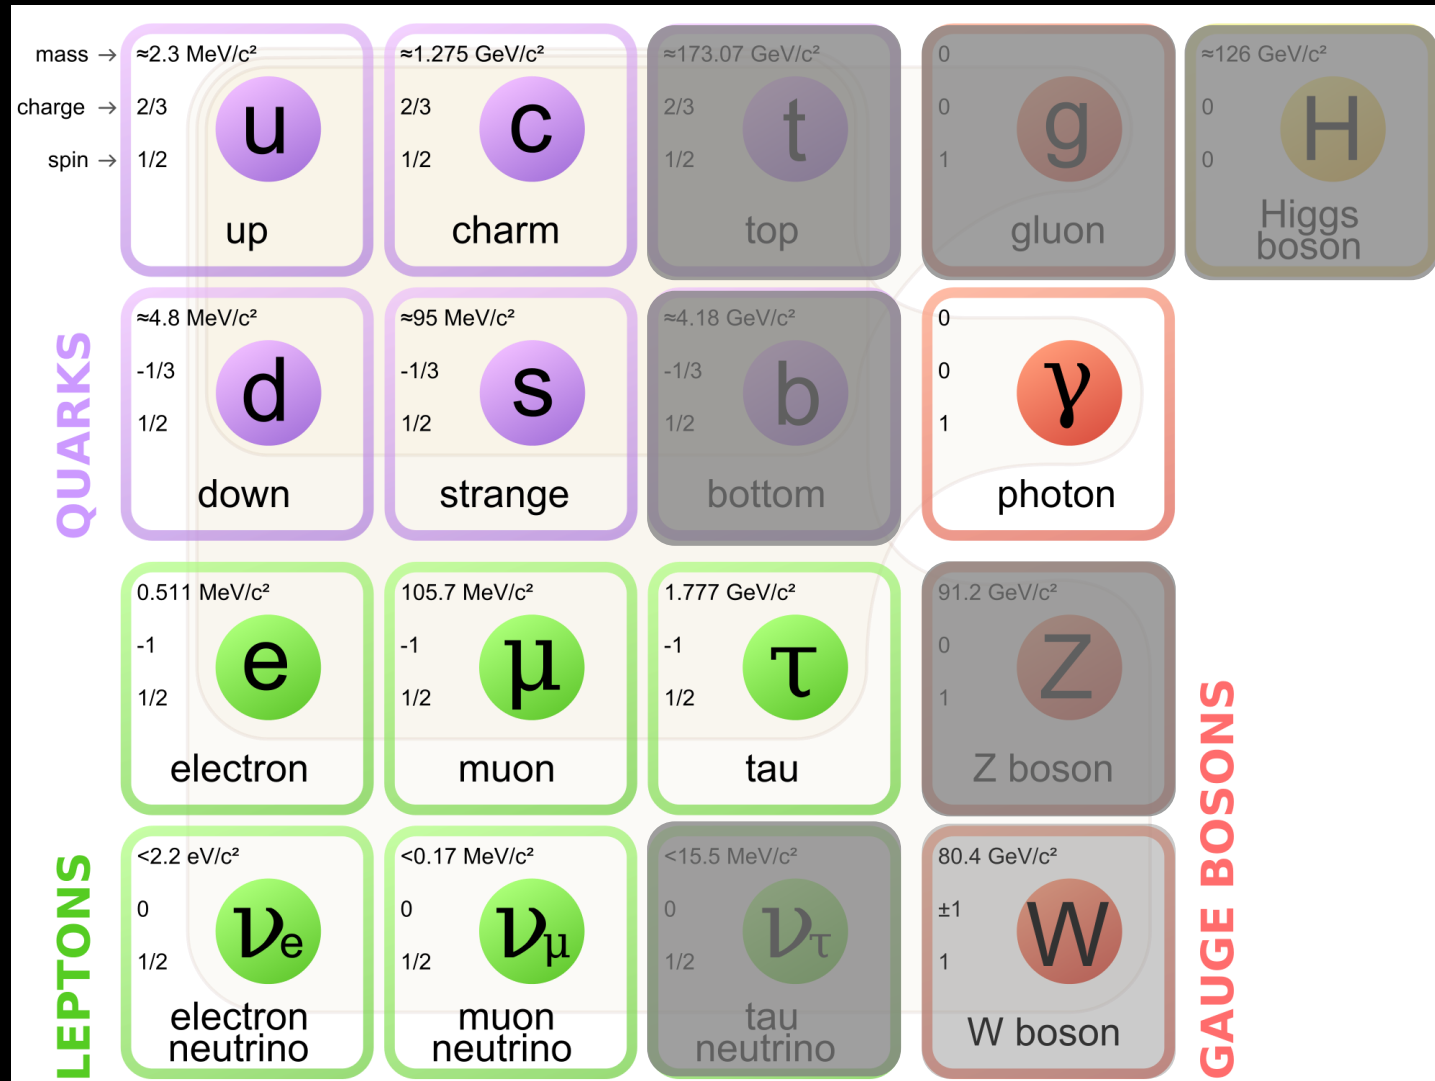 mass → ≈2.3 MeV/c² ≈1.275 GeV/c² ≈173.07 GeV/c² 0 ≈126 GeV/c²
charge → 2/3 2/3 2/3 0 0
spin → 1/2 1/2 1/2 1 0
u c t g H
up charm top gluon Higgs boson
QUARKS
≈4.8 MeV/c² ≈95 MeV/c² ≈4.18 GeV/c² 0
-1/3 -1/3 -1/3 0
1/2 1/2 1/2 1
d s b γ
down strange bottom photon
0.511 MeV/c² 105.7 MeV/c² 1.777 GeV/c² 91.2 GeV/c²
-1 -1 -1 0
1/2 1/2 1/2 1
e μ τ Z
electron muon tau Z boson
LEPTONS
<2.2 eV/c² <0.17 MeV/c² <15.5 MeV/c² 80.4 GeV/c²
0 0 0 ±1
1/2 1/2 1/2 1
νe νμ ντ W
electron neutrino muon neutrino tau neutrino W boson
GAUGE BOSONS